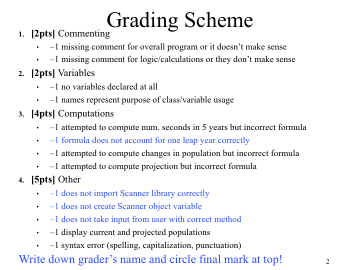 Grading Scheme
1. [2pts] Commenting
• –1 missing comment for overall program or it doesn't make sense
• –1 missing comment for logic/calculations or they don't make sense
2. [2pts] Variables
• –1 no variables declared at all
• –1 names represent purpose of class/variable usage
3. [4pts] Computations
• –1 attempted to compute num. seconds in 5 years but incorrect formula
• –1 formula does not account for one leap year correctly
• –1 attempted to compute changes in population but incorrect formula
• –1 attempted to compute projection but incorrect formula
4. [5pts] Other
• –1 does not import Scanner library correctly
• –1 does not create Scanner object variable
• –1 does not take input from user with correct method
• –1 display current and projected populations
• –1 syntax error (spelling, capitalization, punctuation)
Write down grader's name and circle final mark at top!
2